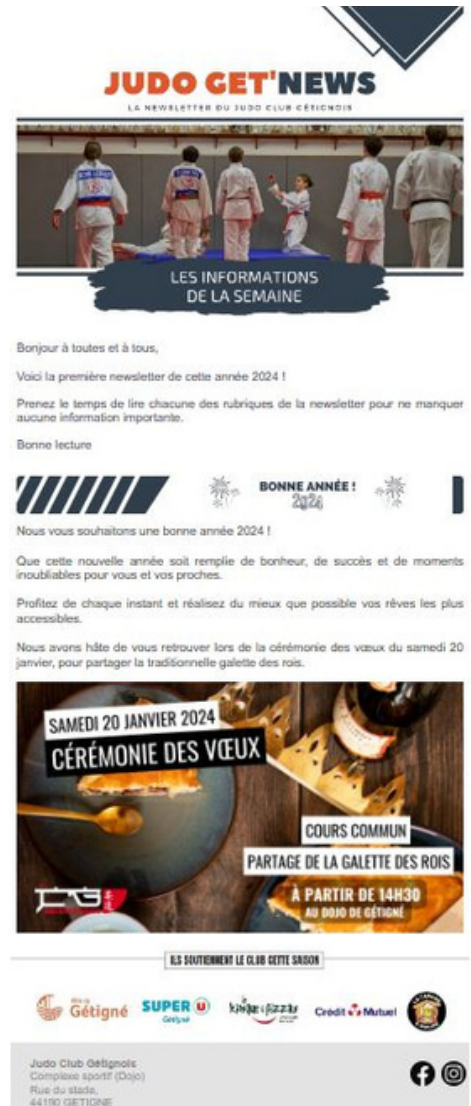 JUDO GET'NEWS
LA NEWSLETTER DU JUDO CLUB GÉTIGNOIS
LES INFORMATIONS
DE LA SEMAINE
Bonjour à toutes et à tous,
Voici la première newsletter de cette année 2024 !
Prenez le temps de lire chacune des rubriques de la newsletter pour ne manquer
aucune information importante.
Bonne lecture
BONNE ANNÉE !
2024
Nous vous souhaitons une bonne année 2024 !
Que cette nouvelle année soit remplie de bonheur, de succès et de moments
inoubliables pour vous et vos proches.
Profitez de chaque instant et réalisez du mieux que possible vos rêves les plus
accessibles.
Nous avons hâte de vous retrouver lors de la cérémonie des vœux du samedi 20
janvier, pour partager la traditionnelle galette des rois.
SAMEDI 20 JANVIER 2024
CÉRÉMONIE DES VŒUX
COURS COMMUN
PARTAGE DE LA GALETTE DES ROIS
À PARTIR DE 14H30
AU DOJO DE GÉTIGNÉ
ILS SOUTIENNENT LE CLUB CETTE SAISON
Gétigné
SUPER U
Gétigné
Crédit Mutuel
Judo Club Gétignois
Complexe sportif (Dojo)
Rue du stade,
44190 GETIGNE